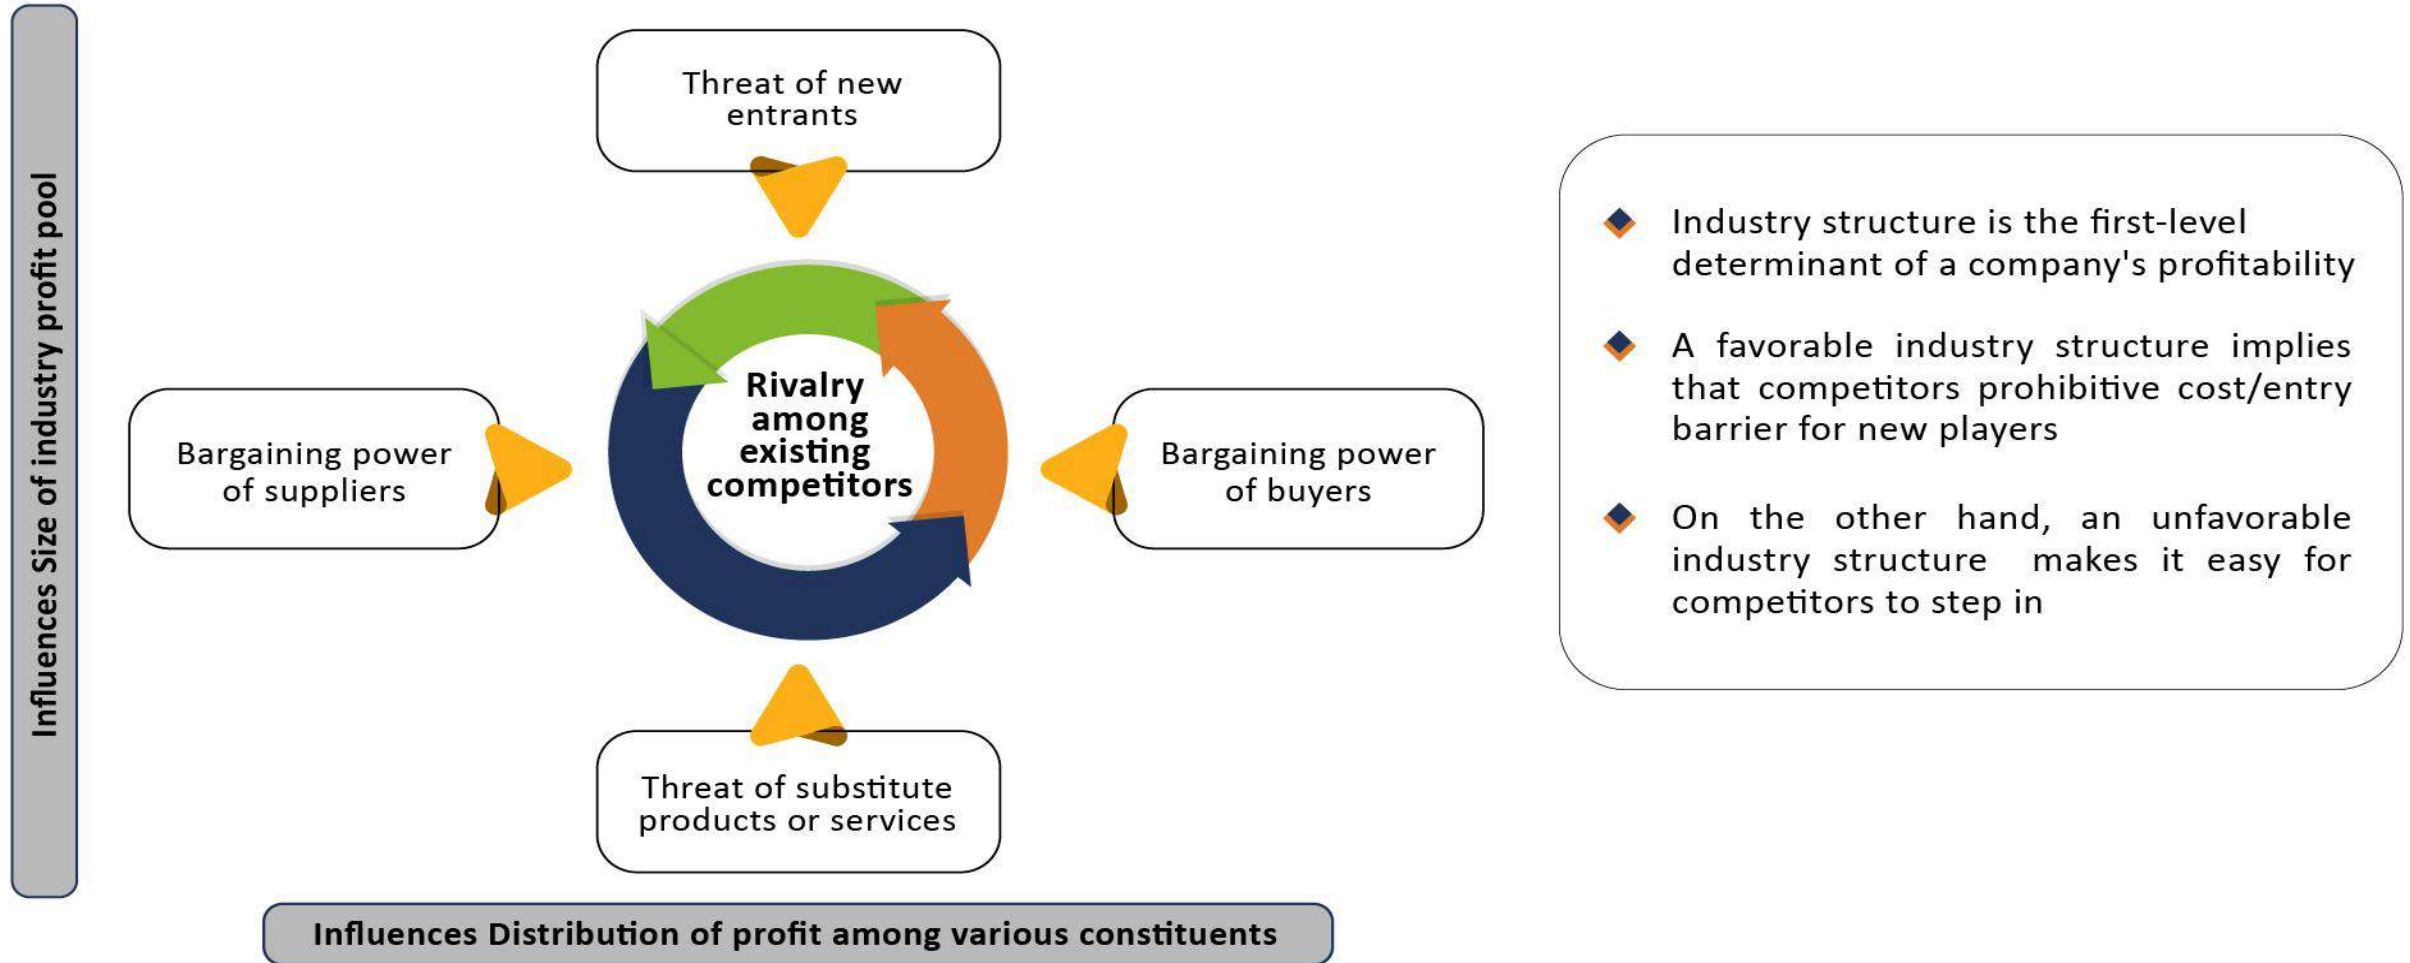 Influences Size of industry profit pool
Threat of new
entrants
Bargaining power
of suppliers
Rivalry
among
existing
competitors
Bargaining power
of buyers
Threat of substitute
products or services
Influences Distribution of profit among various constituents
Industry structure is the first-level
determinant of a company's profitability
A favorable industry structure implies
that competitors prohibitive cost/entry
barrier for new players
On the other hand, an unfavorable
industry structure makes it easy for
competitors to step in